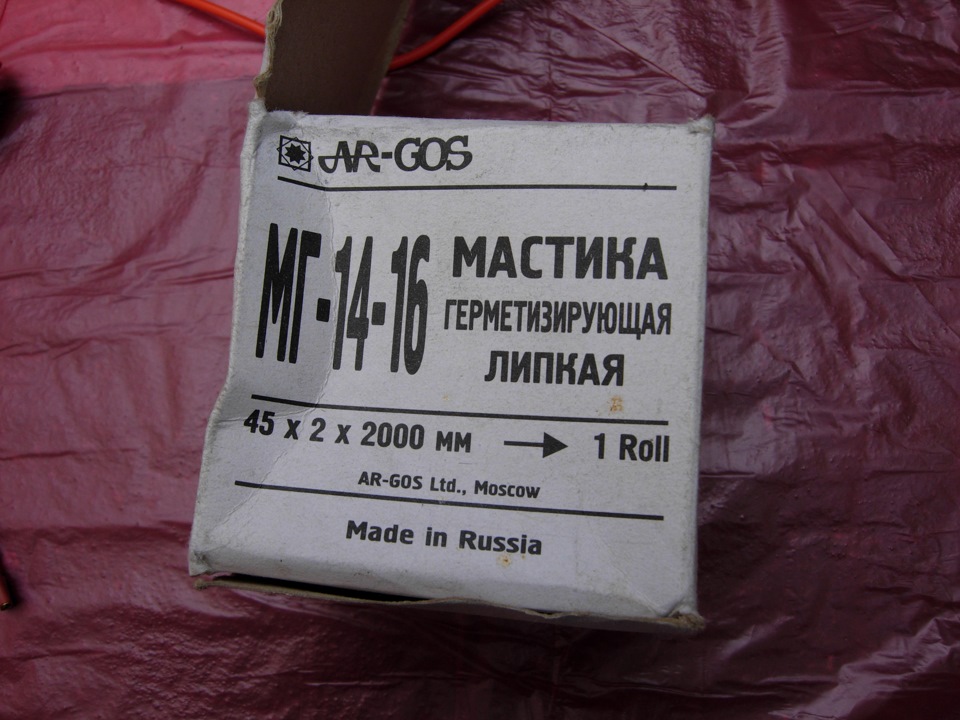 AR-GOS
МГ-14-16
МАСТИКА
ГЕРМЕТИЗИРУЮЩАЯ
ЛИПКАЯ
45 x 2 x 2000 мм → 1 Roll
AR-GOS Ltd., Moscow
Made in Russia